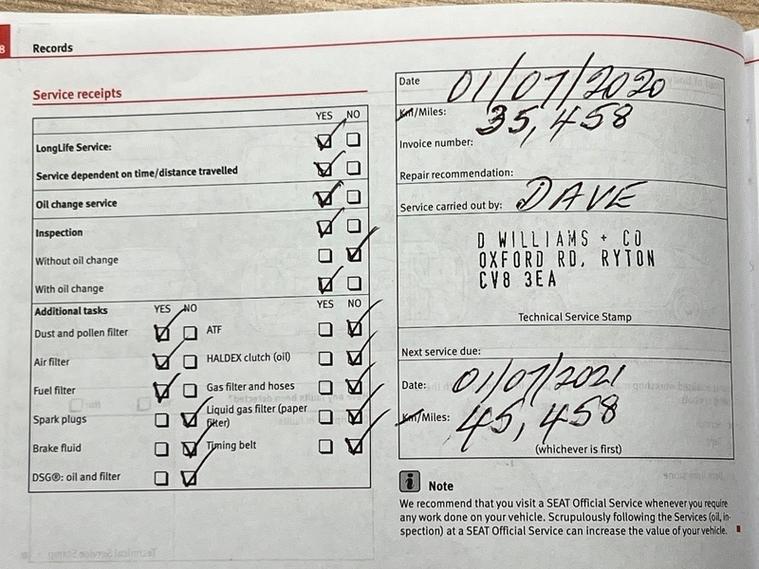 8 Records
Service receipts
YES NO
LongLife Service: ☑ ☐
Service dependent on time/distance travelled ☑ ☐
Oil change service ☑ ☐
Inspection ☑ ☐
Without oil change ☐ ☑
With oil change ☑ ☐
Additional tasks YES NO YES NO
Dust and pollen filter ☑ ☐ ATF ☐ ☑
Air filter ☑ ☐ HALDEX clutch (oil) ☐ ☑
Fuel filter ☑ ☐ Gas filter and hoses ☐ ☑
Spark plugs ☐ ☑ Liquid gas filter (paper filter) ☐ ☑
Brake fluid ☐ ☑ Timing belt ☐ ☑
DSG®: oil and filter ☐ ☑
Date 01/07/2020
Km/Miles: 35,458
Invoice number:
Repair recommendation:
Service carried out by: DAVE
D WILLIAMS + CO
OXFORD RD, RYTON
CV8 3EA
Technical Service Stamp
Next service due:
Date: 01/07/2021
Km/Miles: 45,458
(whichever is first)
i Note
We recommend that you visit a SEAT Official Service whenever you require
any work done on your vehicle. Scrupulously following the Services (oil, in-
spection) at a SEAT Official Service can increase the value of your vehicle.